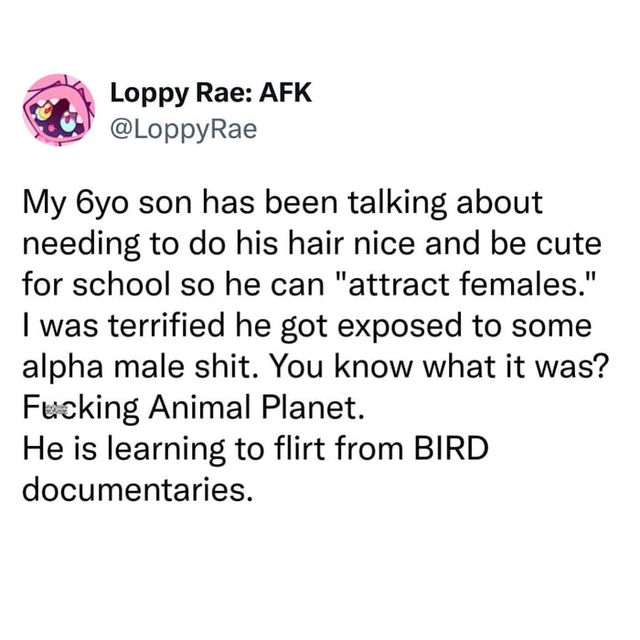 Loppy Rae: AFK
@LoppyRae
My 6yo son has been talking about
needing to do his hair nice and be cute
for school so he can "attract females."
I was terrified he got exposed to some
alpha male shit. You know what it was?
Fucking Animal Planet.
He is learning to flirt from BIRD
documentaries.